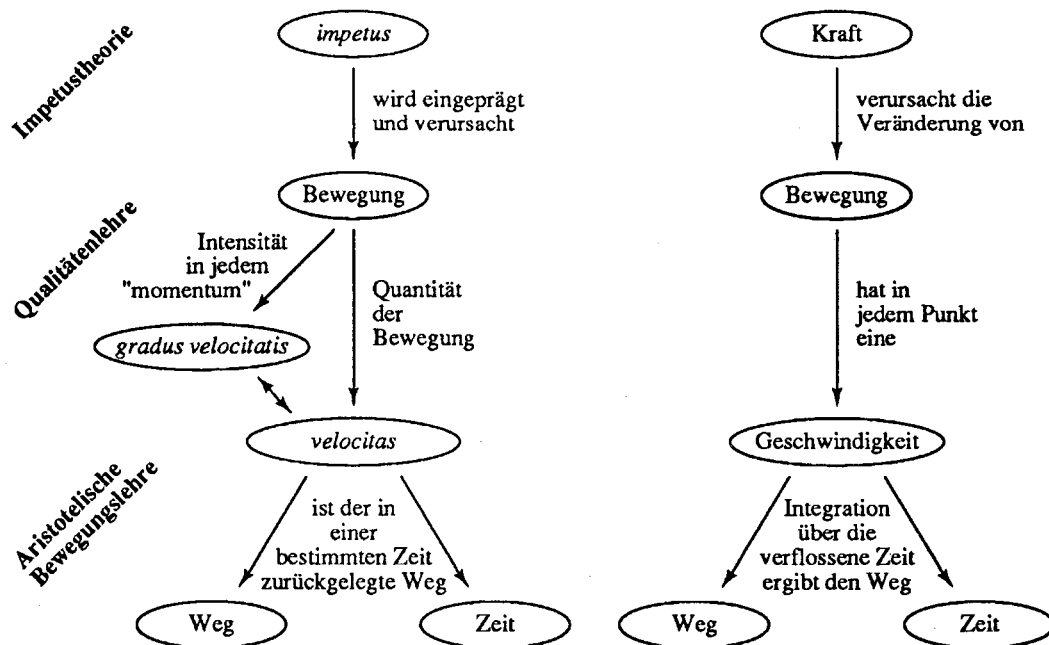 Impetustheorie
impetus
wird eingeprägt
und verursacht
Bewegung
Qualitätenlehre
Intensität
in jedem
"momentum"
gradus velocitatis
Quantität
der
Bewegung
velocitas
Aristotelische
Bewegungslehre
ist der in
einer
bestimmten Zeit
zurückgelegte Weg
Weg
Zeit
Kraft
verursacht die
Veränderung von
Bewegung
hat in
jedem Punkt
eine
Geschwindigkeit
Integration
über die
verflossene Zeit
ergibt den Weg
Weg
Zeit